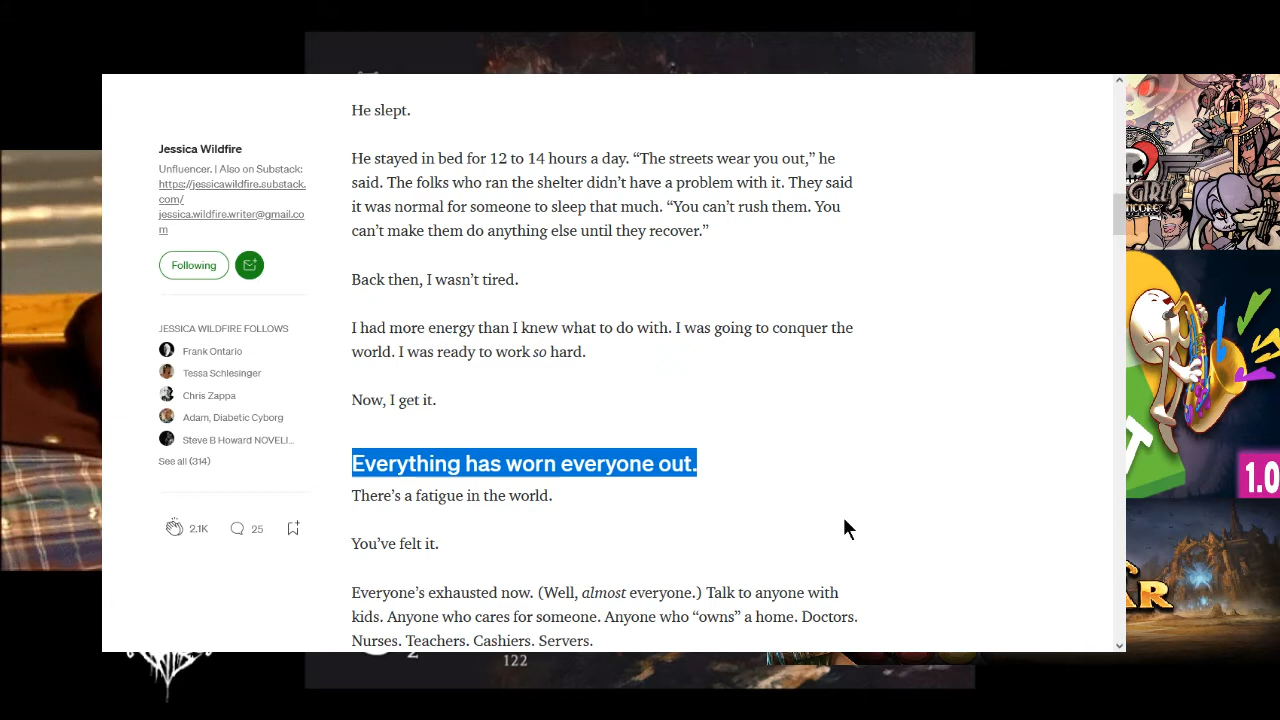 He slept.
Jessica Wildfire
Unfluencer. | Also on Substack:
https://jessicawildfire.substack.
com/
jessica.wildfire.writer@gmail.co
m
Following
He stayed in bed for 12 to 14 hours a day. “The streets wear you out,” he
said. The folks who ran the shelter didn’t have a problem with it. They said
it was normal for someone to sleep that much. “You can’t rush them. You
can’t make them do anything else until they recover.”
Back then, I wasn’t tired.
JESSICA WILDFIRE FOLLOWS
Frank Ontario
Tessa Schlesinger
Chris Zappa
Adam, Diabetic Cyborg
Steve B Howard NOVELI...
See all (314)
I had more energy than I knew what to do with. I was going to conquer the
world. I was ready to work so hard.
Now, I get it.
Everything has worn everyone out.
There’s a fatigue in the world.
2.1K
25
You’ve felt it.
Everyone’s exhausted now. (Well, almost everyone.) Talk to anyone with
kids. Anyone who cares for someone. Anyone who “owns” a home. Doctors.
Nurses. Teachers. Cashiers. Servers.
122
1.0